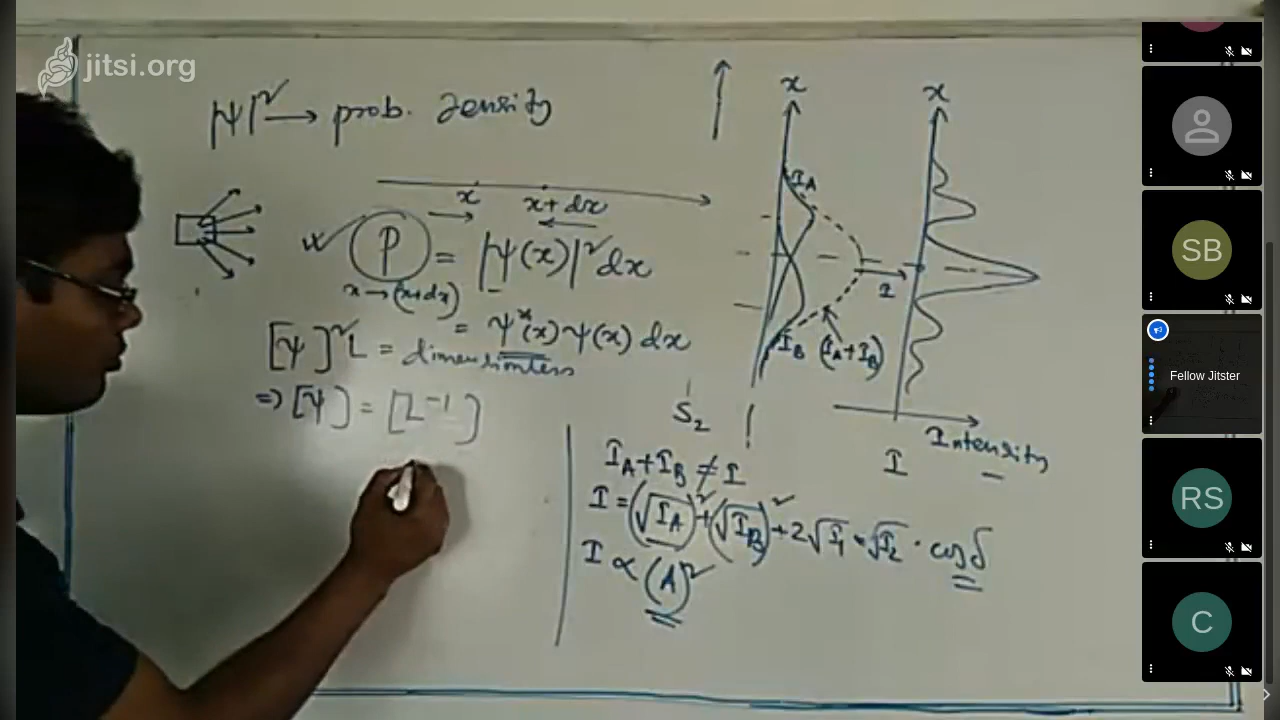 jitsi.org
|ψ|² → prob. density
x
x+dx
P = |ψ(x)|² dx
x→(x+dx)
= ψ*(x) ψ(x) dx
[ψ]² L = dimensionless
⇒ [ψ] = [L⁻¹]
x
I_A
I_B
(I_A+I_B)
S₂
x
Intensity
I
I_A+I_B ≠ I
I = (√I_A)² + (√I_B)² + 2√I₁ · √I₂ · cosδ
I ∝ (A)²
SB
Fellow Jitster
RS
C